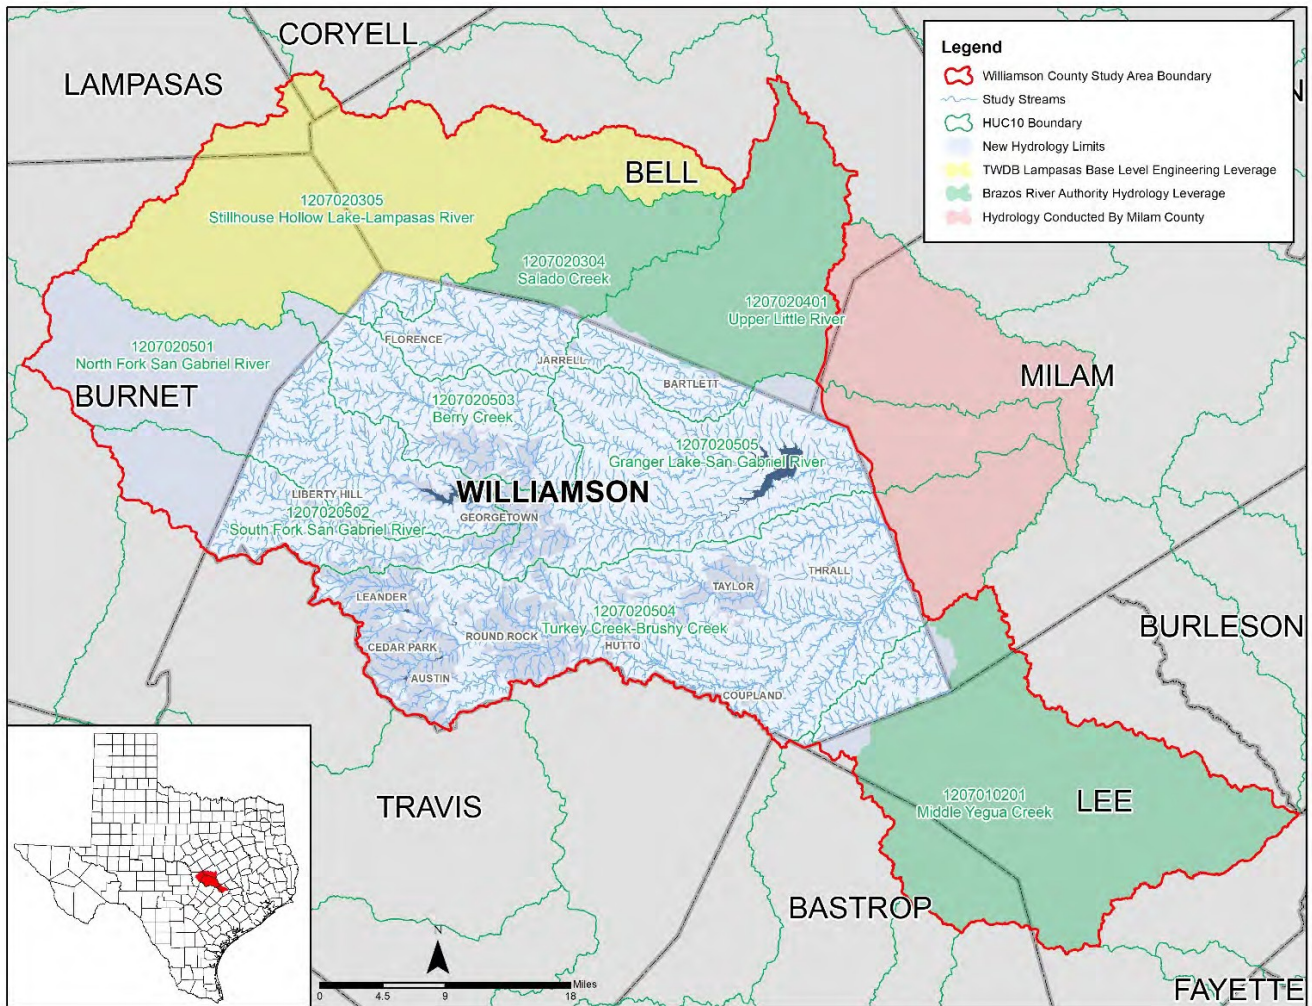 CORYELL
LAMPASAS
Legend
Williamson County Study Area Boundary
Study Streams
HUC10 Boundary
New Hydrology Limits
TWDB Lampasas Base Level Engineering Leverage
Brazos River Authority Hydrology Leverage
Hydrology Conducted By Milam County
N
BELL
1207020305
Stillhouse Hollow Lake-Lampasas River
1207020304
Salado Creek
1207020401
Upper Little River
1207020501
North Fork San Gabriel River
BURNET
FLORENCE
JARRELL
BARTLETT
MILAM
1207020503
Berry Creek
1207020505
Granger Lake-San Gabriel River
WILLIAMSON
LIBERTY HILL
1207020502
South Fork San Gabriel River
GEORGETOWN
THRALL
TAYLOR
LEANDER
1207020504
Turkey Creek-Brushy Creek
ROUND ROCK
CEDAR PARK
HUTTO
AUSTIN
COUPLAND
BURLESON
TRAVIS
1207010201
Middle Yegua Creek
LEE
BASTROP
FAYETTE
N
Miles
0 4.5 9 18